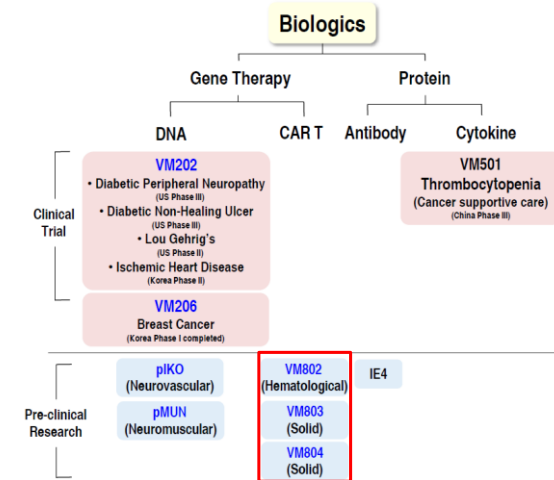 Biologics
Gene Therapy
Protein
DNA
CAR T
Antibody
Cytokine
Clinical
Trial
VM202
• Diabetic Peripheral Neuropathy
(US Phase III)
• Diabetic Non-Healing Ulcer
(US Phase III)
• Lou Gehrig's
(US Phase II)
• Ischemic Heart Disease
(Korea Phase II)
VM501
Thrombocytopenia
(Cancer supportive care)
(China Phase III)
VM206
Breast Cancer
(Korea Phase I completed)
Pre-clinical
Research
pIKO
(Neurovascular)
pMUN
(Neuromuscular)
VM802
(Hematological)
VM803
(Solid)
VM804
(Solid)
IE4